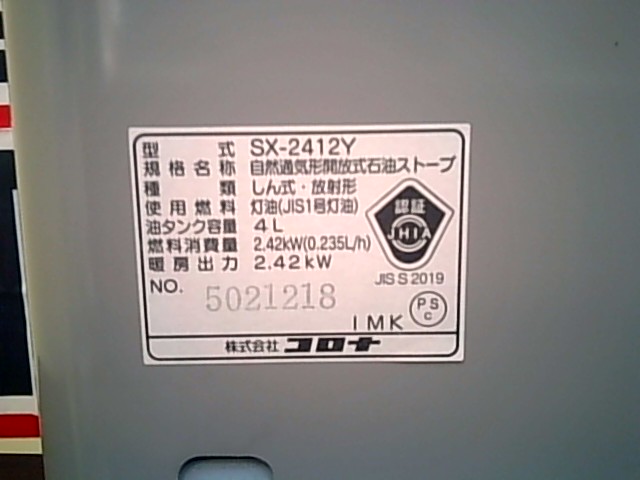 型式 SX-2412Y
規格名称 自然通気形開放式石油ストーブ
種類 しん式・放射形
使用燃料 灯油(JIS1号灯油)
油タンク容量 4L
燃料消費量 2.42kW(0.235L/h)
暖房出力 2.42kW
認証
JHIA
JIS S 2019
NO. 5021218
PS
C
IMK
株式会社 コロナ